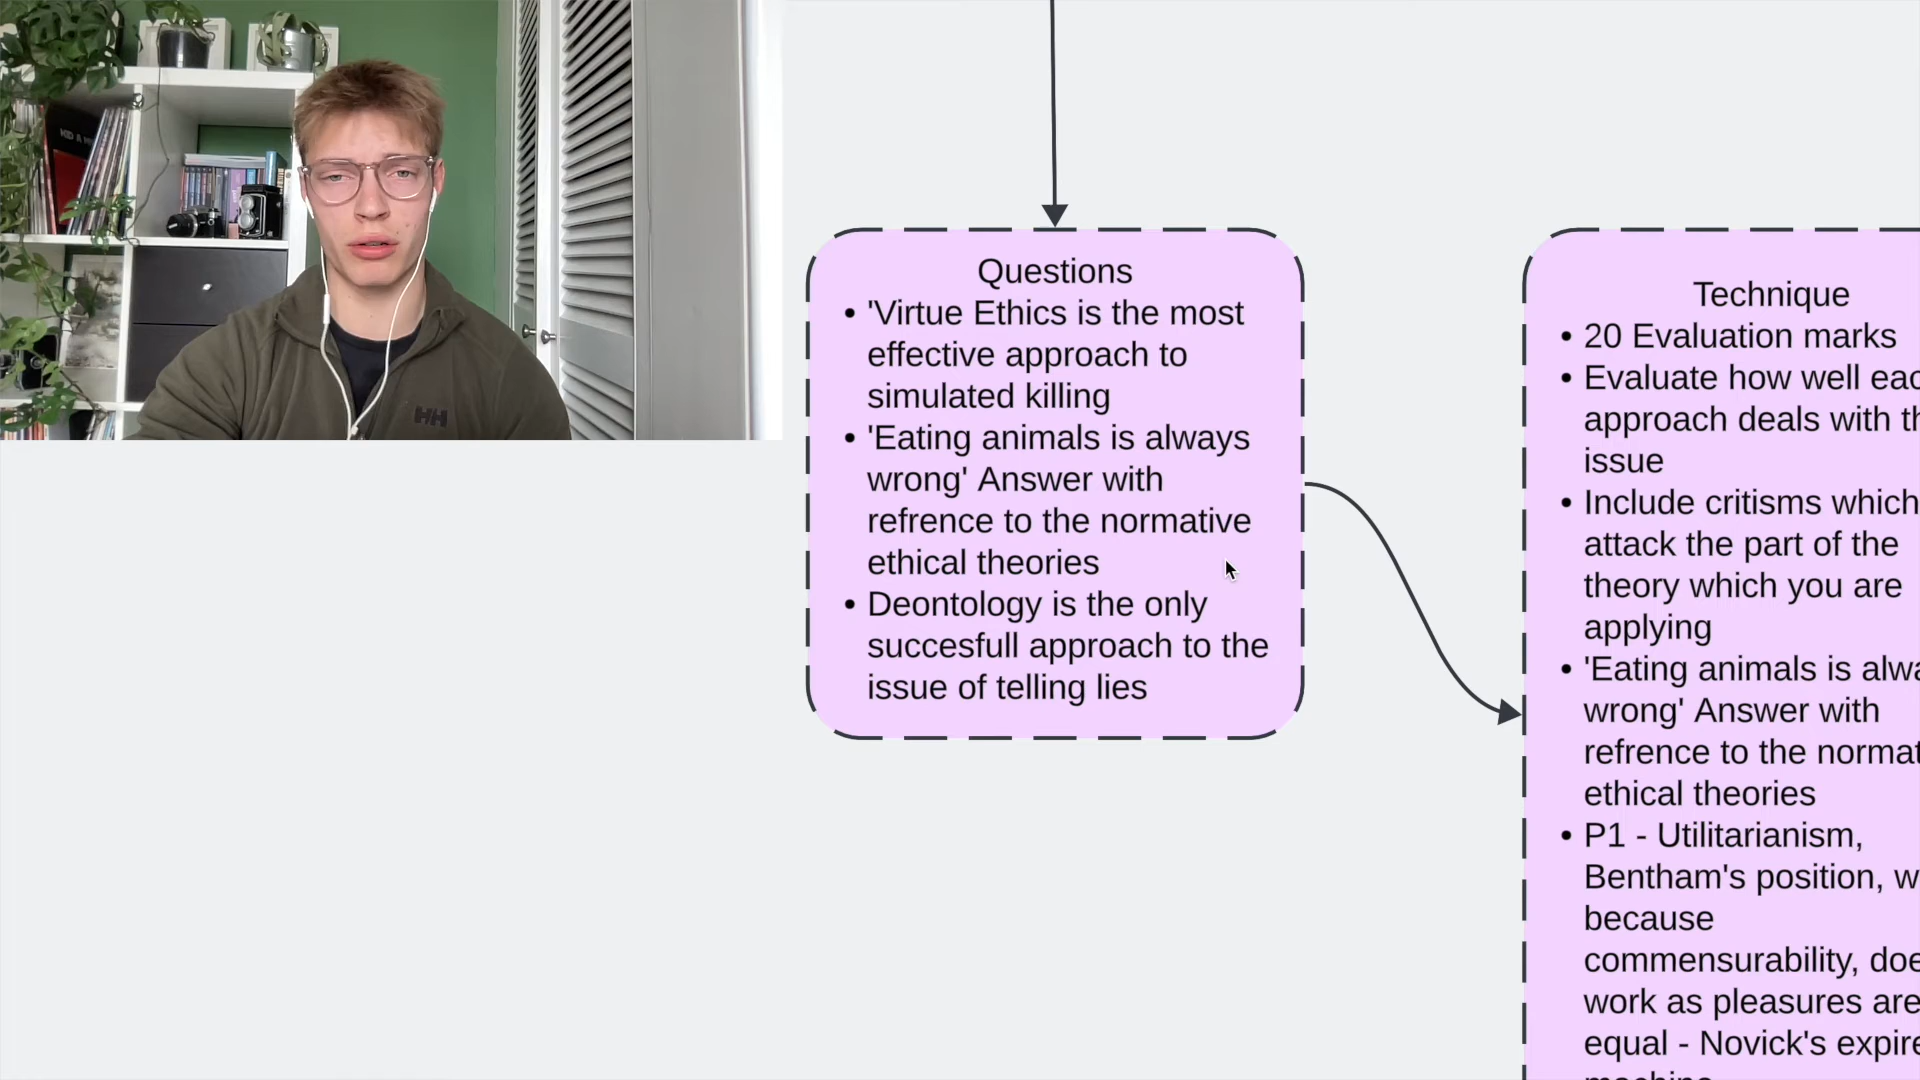 HH
Questions
• 'Virtue Ethics is the most
effective approach to
simulated killing
• 'Eating animals is always
wrong' Answer with
refrence to the normative
ethical theories
• Deontology is the only
succesfull approach to the
issue of telling lies
Technique
• 20 Evaluation marks
• Evaluate how well eac
approach deals with th
issue
• Include critisms which
attack the part of the
theory which you are
applying
• 'Eating animals is alwa
wrong' Answer with
refrence to the normat
ethical theories
• P1 - Utilitarianism,
Bentham's position, w
because
commensurability, doe
work as pleasures are
equal - Novick's expire